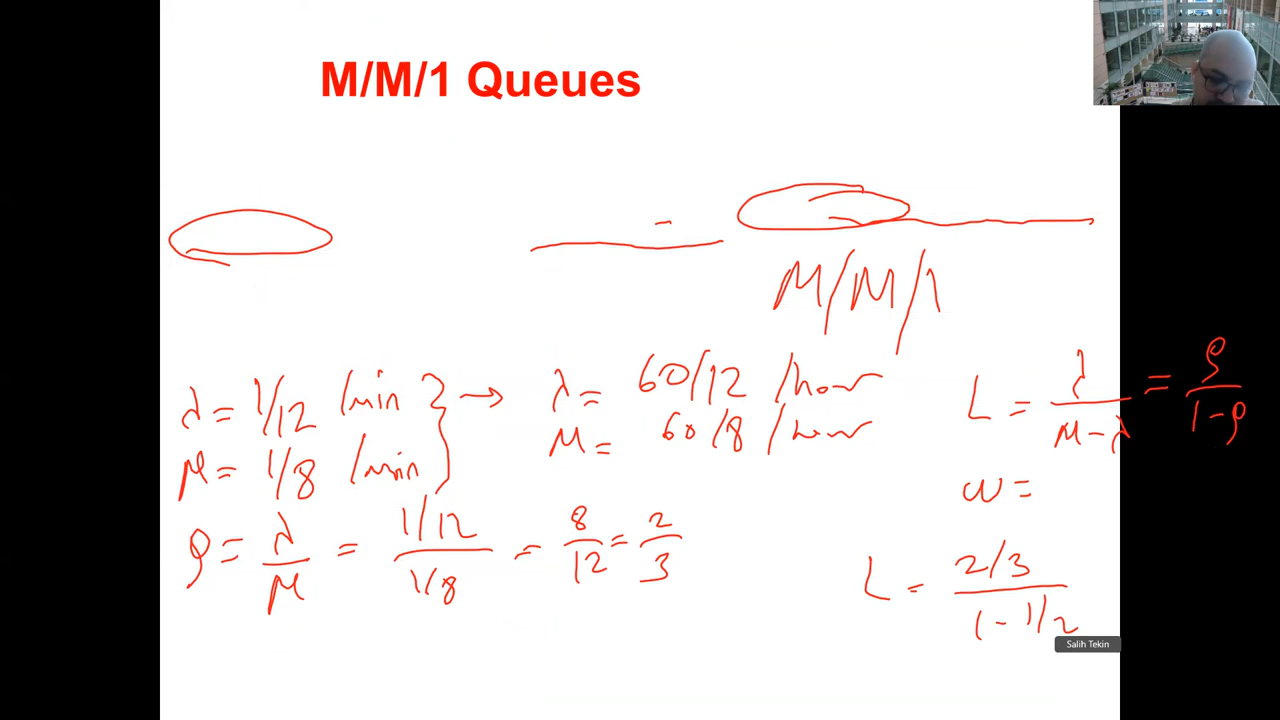 M/M/1 Queues
M/M/1
λ = 1/12 /min } → λ = 60/12 /hour
μ = 1/8 /min
μ = 60/8 /hour
L = λ/(μ-λ) = ρ/(1-ρ)
w =
ρ = λ/μ = (1/12)/(1/8) = 8/12 = 2/3
L = (2/3)/(1-1/2)
Salih Tekin